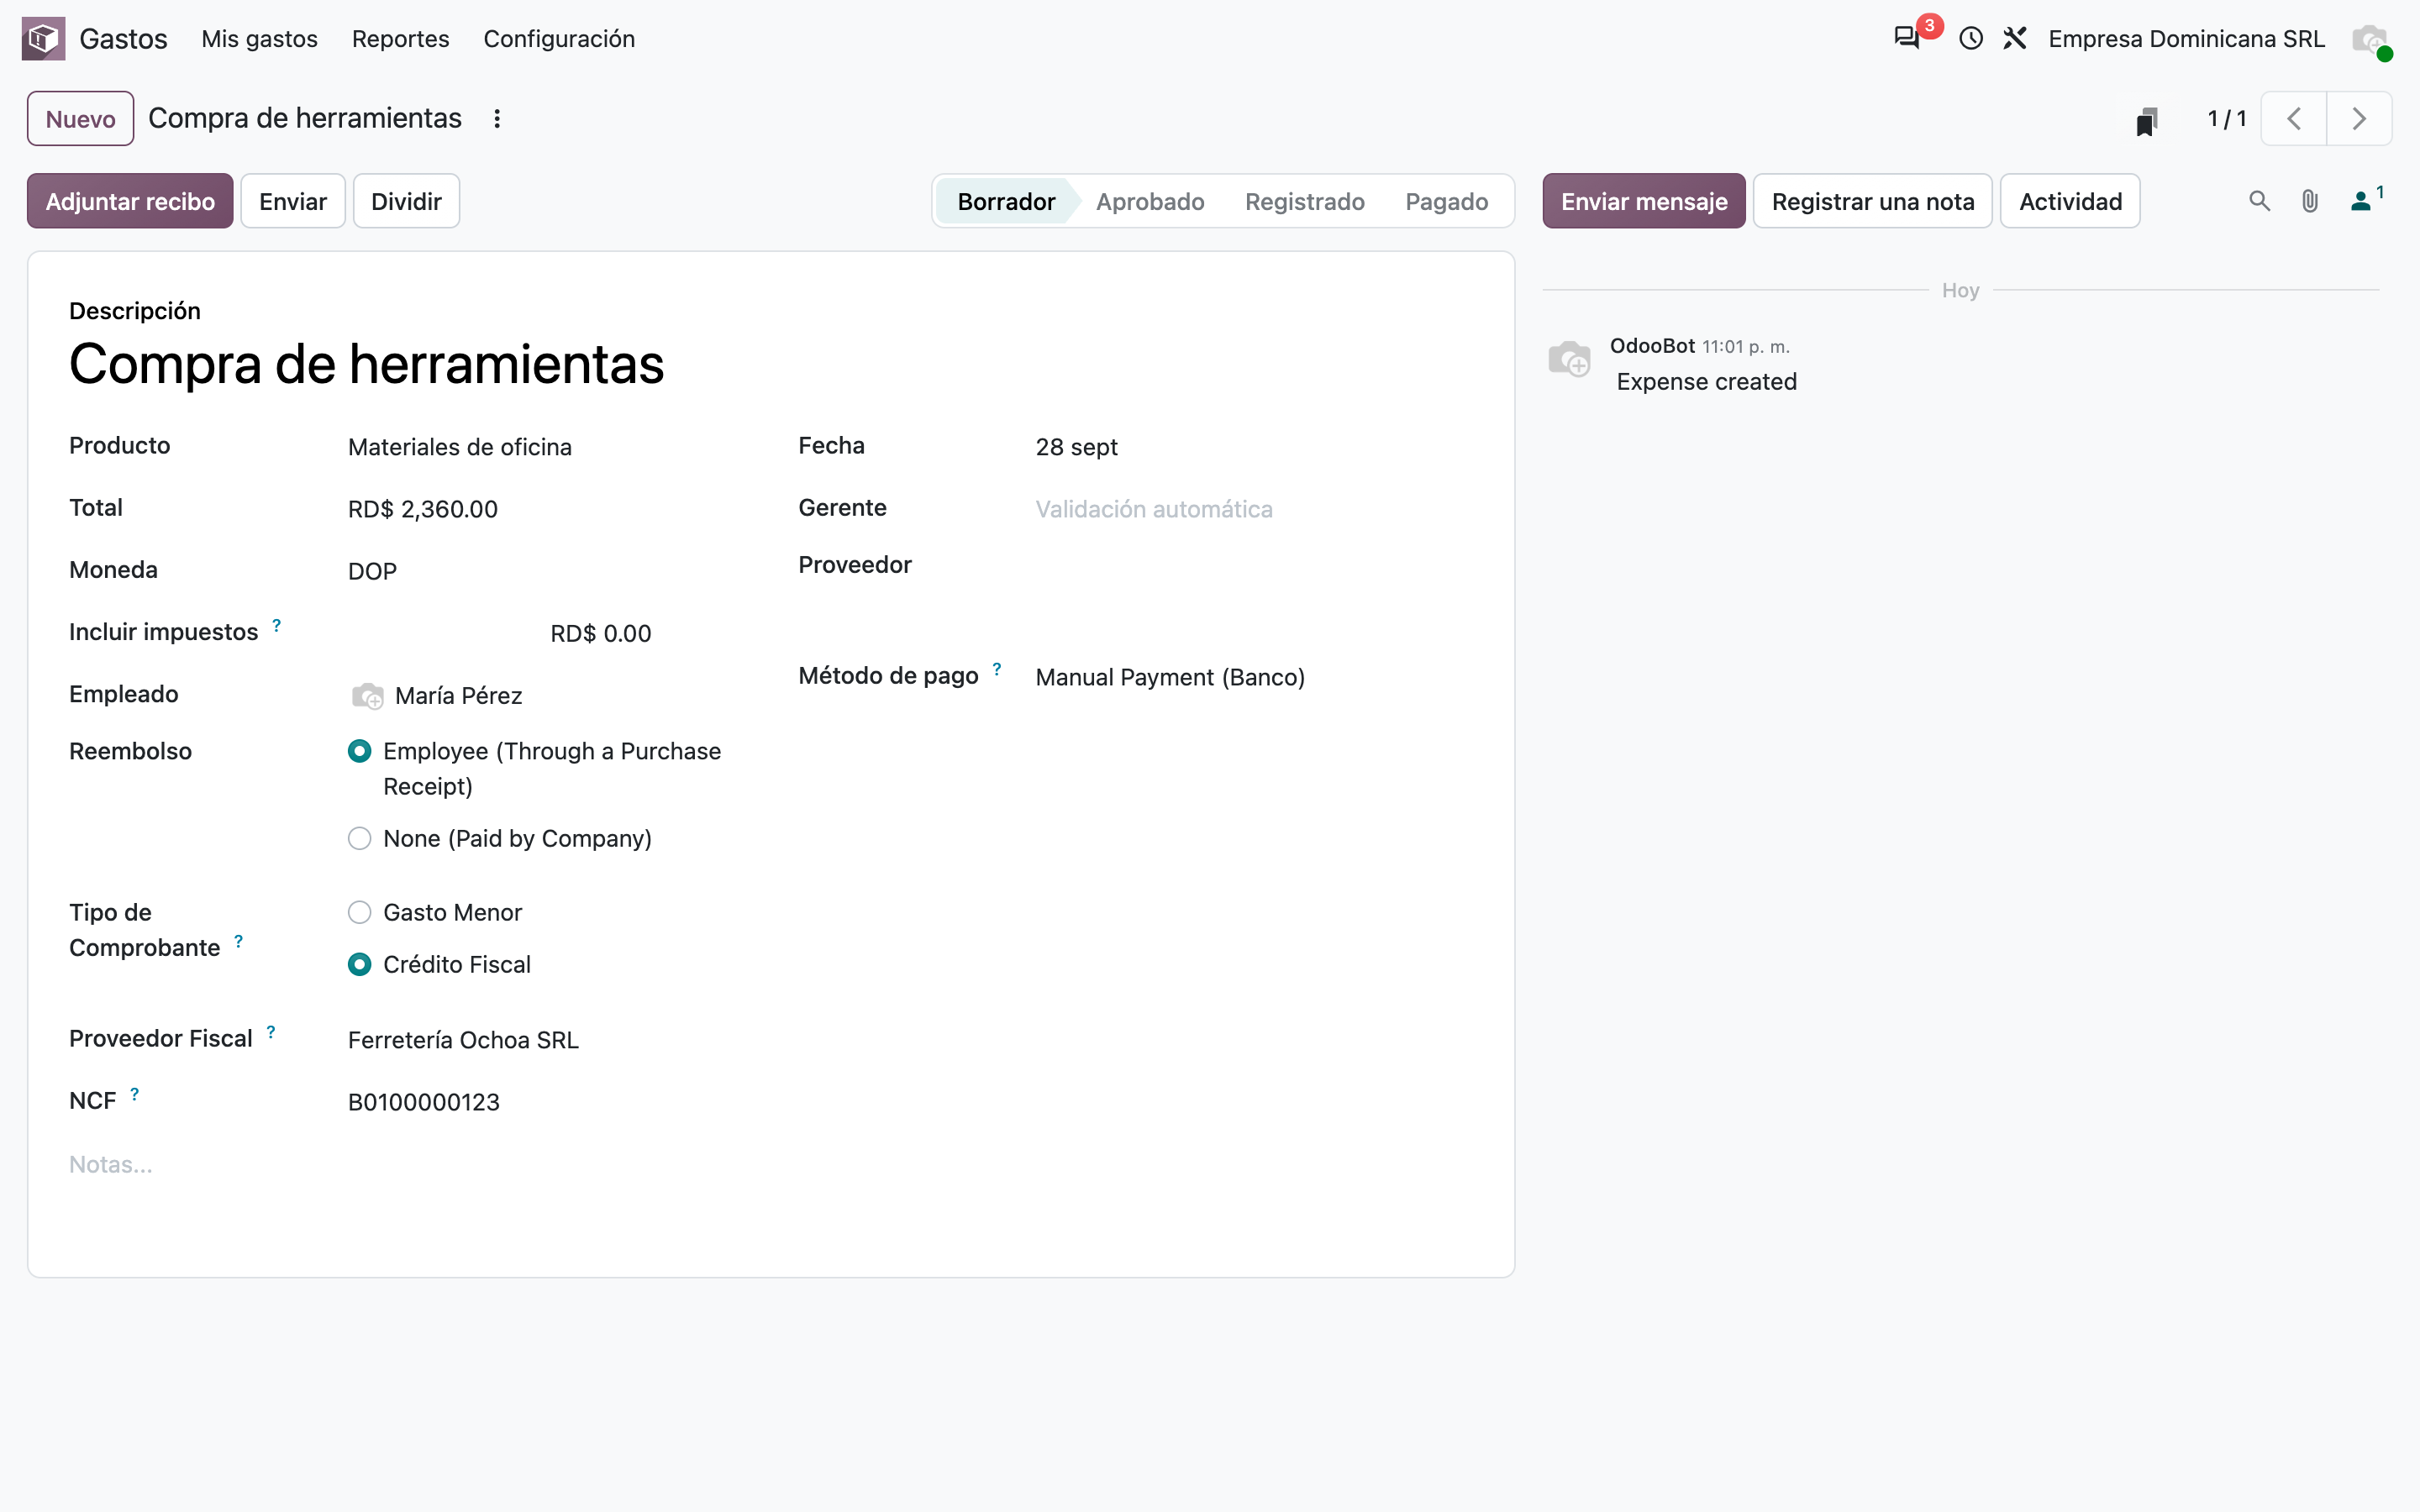 Gastos Mis gastos Reportes Configuración 3 Empresa Dominicana SRL
Nuevo Compra de herramientas 1 / 1
Adjuntar recibo Enviar Dividir Borrador Aprobado Registrado Pagado Enviar mensaje Registrar una nota Actividad 1
Descripción
Compra de herramientas
Producto Materiales de oficina
Total RD$ 2,360.00
Moneda DOP
Incluir impuestos ? RD$ 0.00
Empleado María Pérez
Reembolso Employee (Through a Purchase
Receipt)
None (Paid by Company)
Tipo de
Comprobante ?
Gasto Menor
Crédito Fiscal
Proveedor Fiscal ? Ferretería Ochoa SRL
NCF ? B0100000123
Notas...
Fecha 28 sept
Gerente Validación automática
Proveedor
Método de pago ? Manual Payment (Banco)
Hoy
OdooBot 11:01 p. m.
Expense created